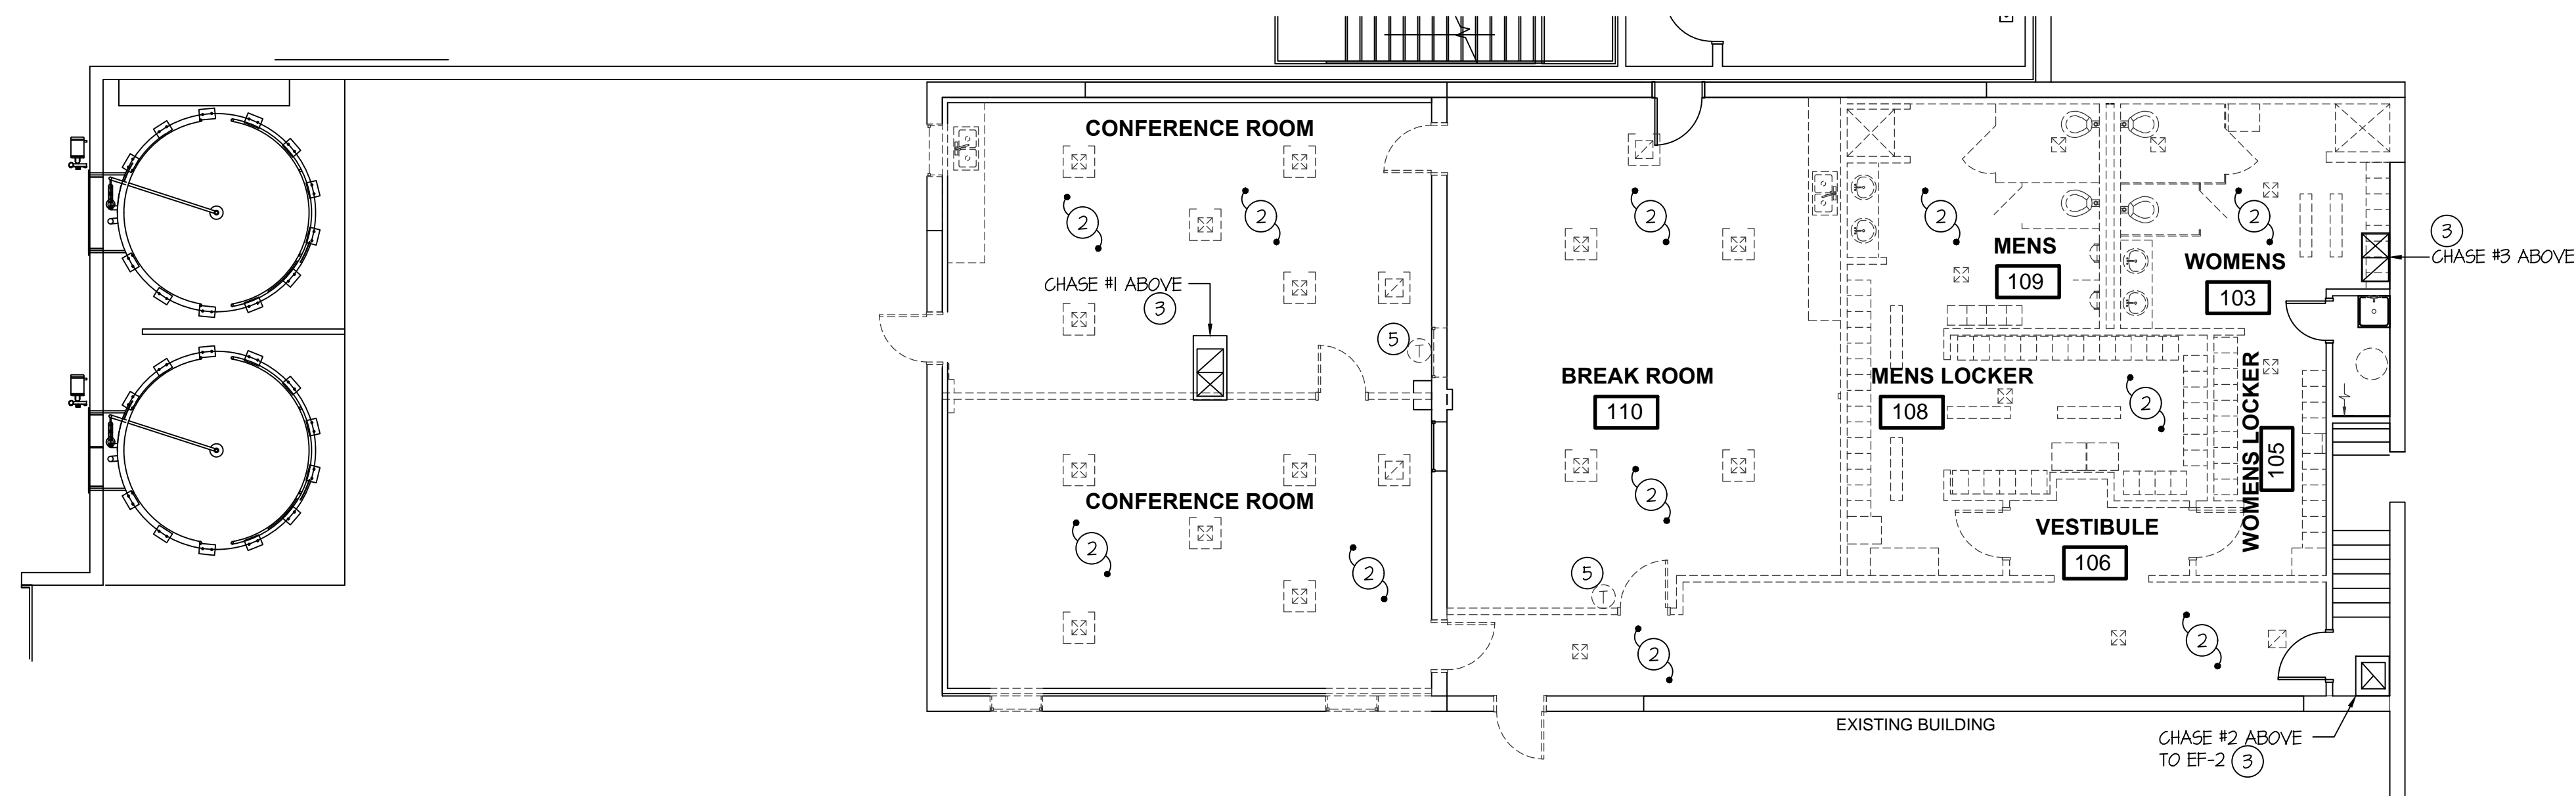 CONFERENCE ROOM
2
2
2
2
2
3
CHASE #3 ABOVE
MENS
109
WOMENS
103
CHASE #1 ABOVE
3
5
T
BREAK ROOM
110
MENS LOCKER
108
2
WOMENS LOCKER
105
CONFERENCE ROOM
2
2
2
VESTIBULE
106
5
T
2
2
EXISTING BUILDING
CHASE #2 ABOVE
TO EF-2 3